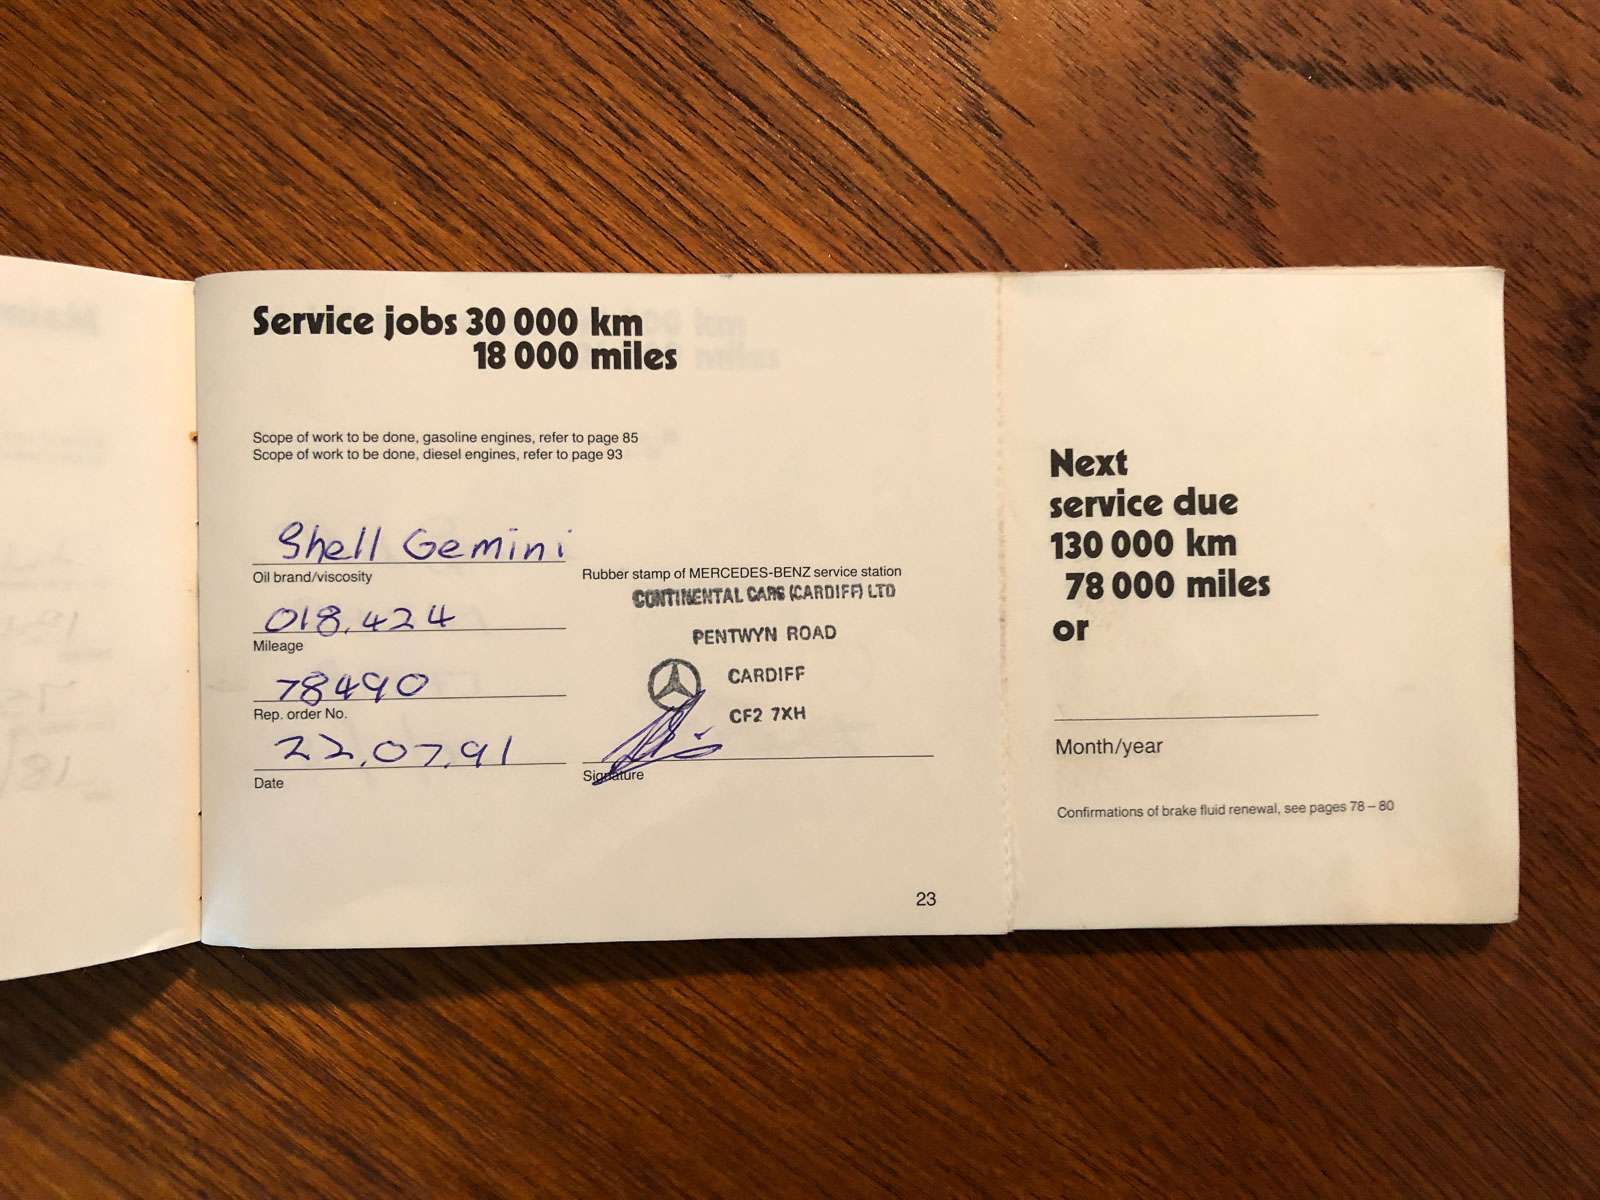 Service jobs 30 000 km
18 000 miles
Scope of work to be done, gasoline engines, refer to page 85
Scope of work to be done, diesel engines, refer to page 93
Shell Gemini
Oil brand/viscosity
018,424
Mileage
78490
Rep. order No.
22.07.91
Date
Rubber stamp of MERCEDES-BENZ service station
CONTINENTAL CARS (CARDIFF) LTD
PENTWYN ROAD
CARDIFF
CF2 7XH
Signature
23
Next
service due
130 000 km
78 000 miles
or
Month/year
Confirmations of brake fluid renewal, see pages 78 – 80